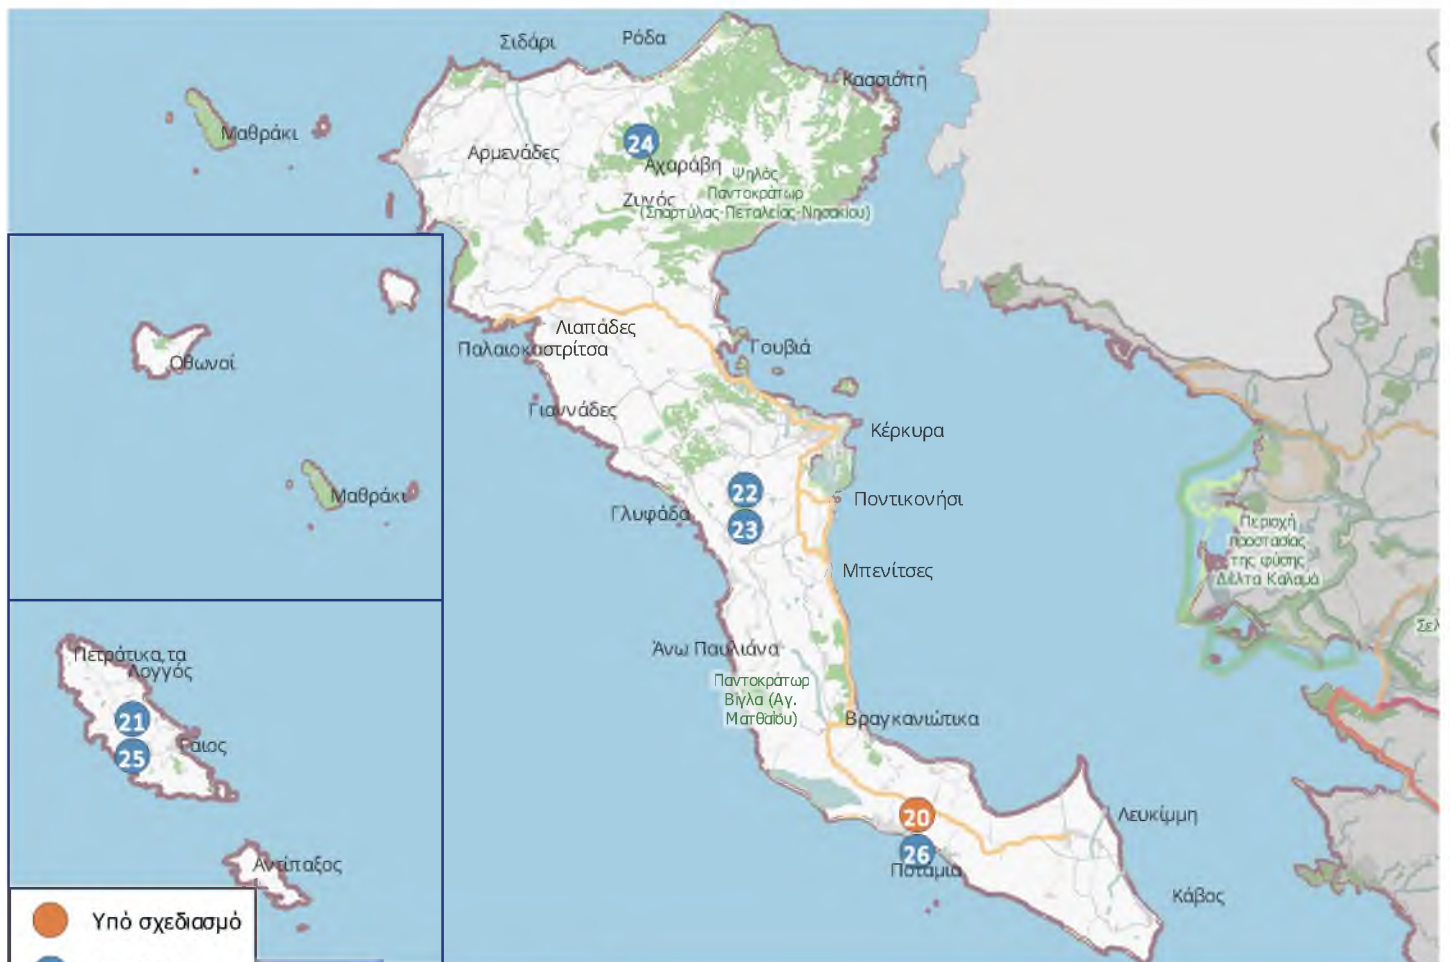 Σιδάρι
Ρόδα
Κασσιόπη
Μαθράκι
24
Αρμενάδες
Αχαράβη
Ψηλός
Παντοκράτωρ
(Σπαρτύλας-Πεταλείας-Νησακίου)
Ζυγός
Λιαπάδες
Παλαιοκαστρίτσα
Γουβιά
Οθωνοί
Γιαννάδες
Κέρκυρα
Μαθράκι
22
Ποντικονήσι
Γλυφάδα
23
Περιοχή
προστασίας
της φύσης
Δέλτα Καλαμά
Μπενίτσες
Άνω Παυλιάνα
Πετράτικα, τα
Λογγός
Παντοκράτωρ
Βίγλα (Αγ.
Ματθαίου)
21
Γάιος
25
Βραγκανιώτικα
20
Λευκίμμη
26
Ποτάμια
Αντίπαξος
Κάβος
Υπό σχεδιασμό